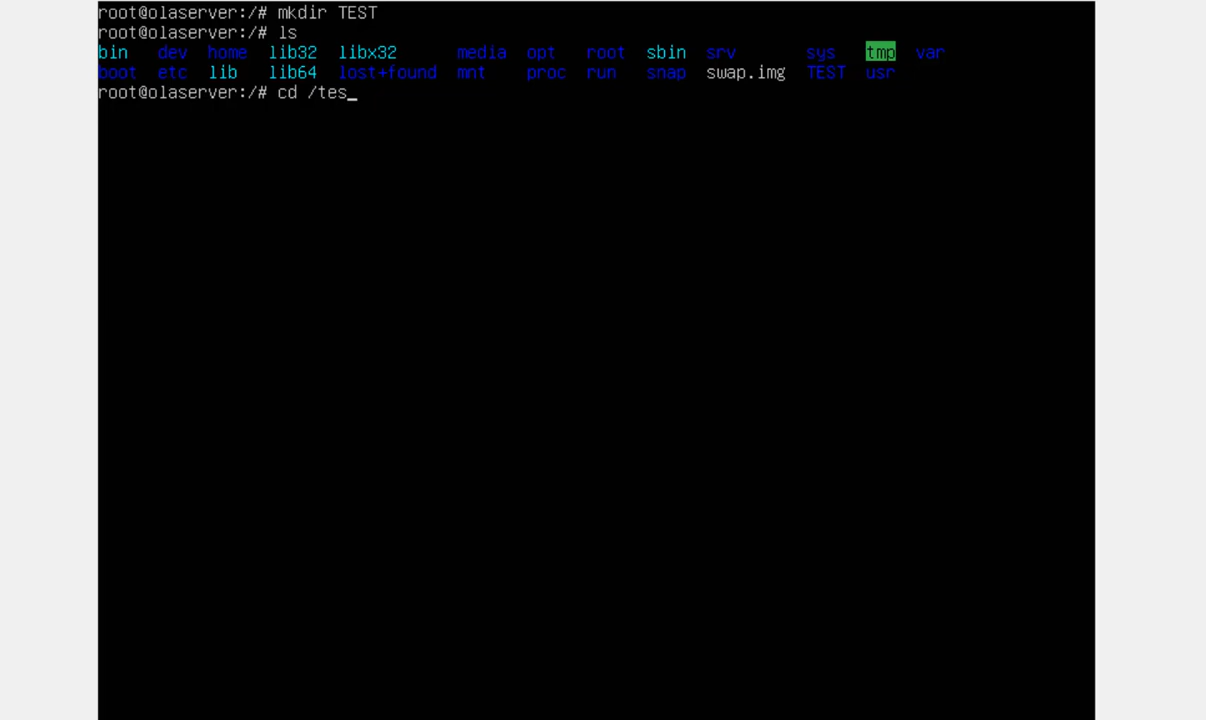 root@olaserver:/# mkdir TEST
root@olaserver:/# ls
bin dev home lib32 libx32 media opt root sbin srv sys tmp var
boot etc lib lib64 lost+found mnt proc run snap swap.img TEST usr
root@olaserver:/# cd /tes_